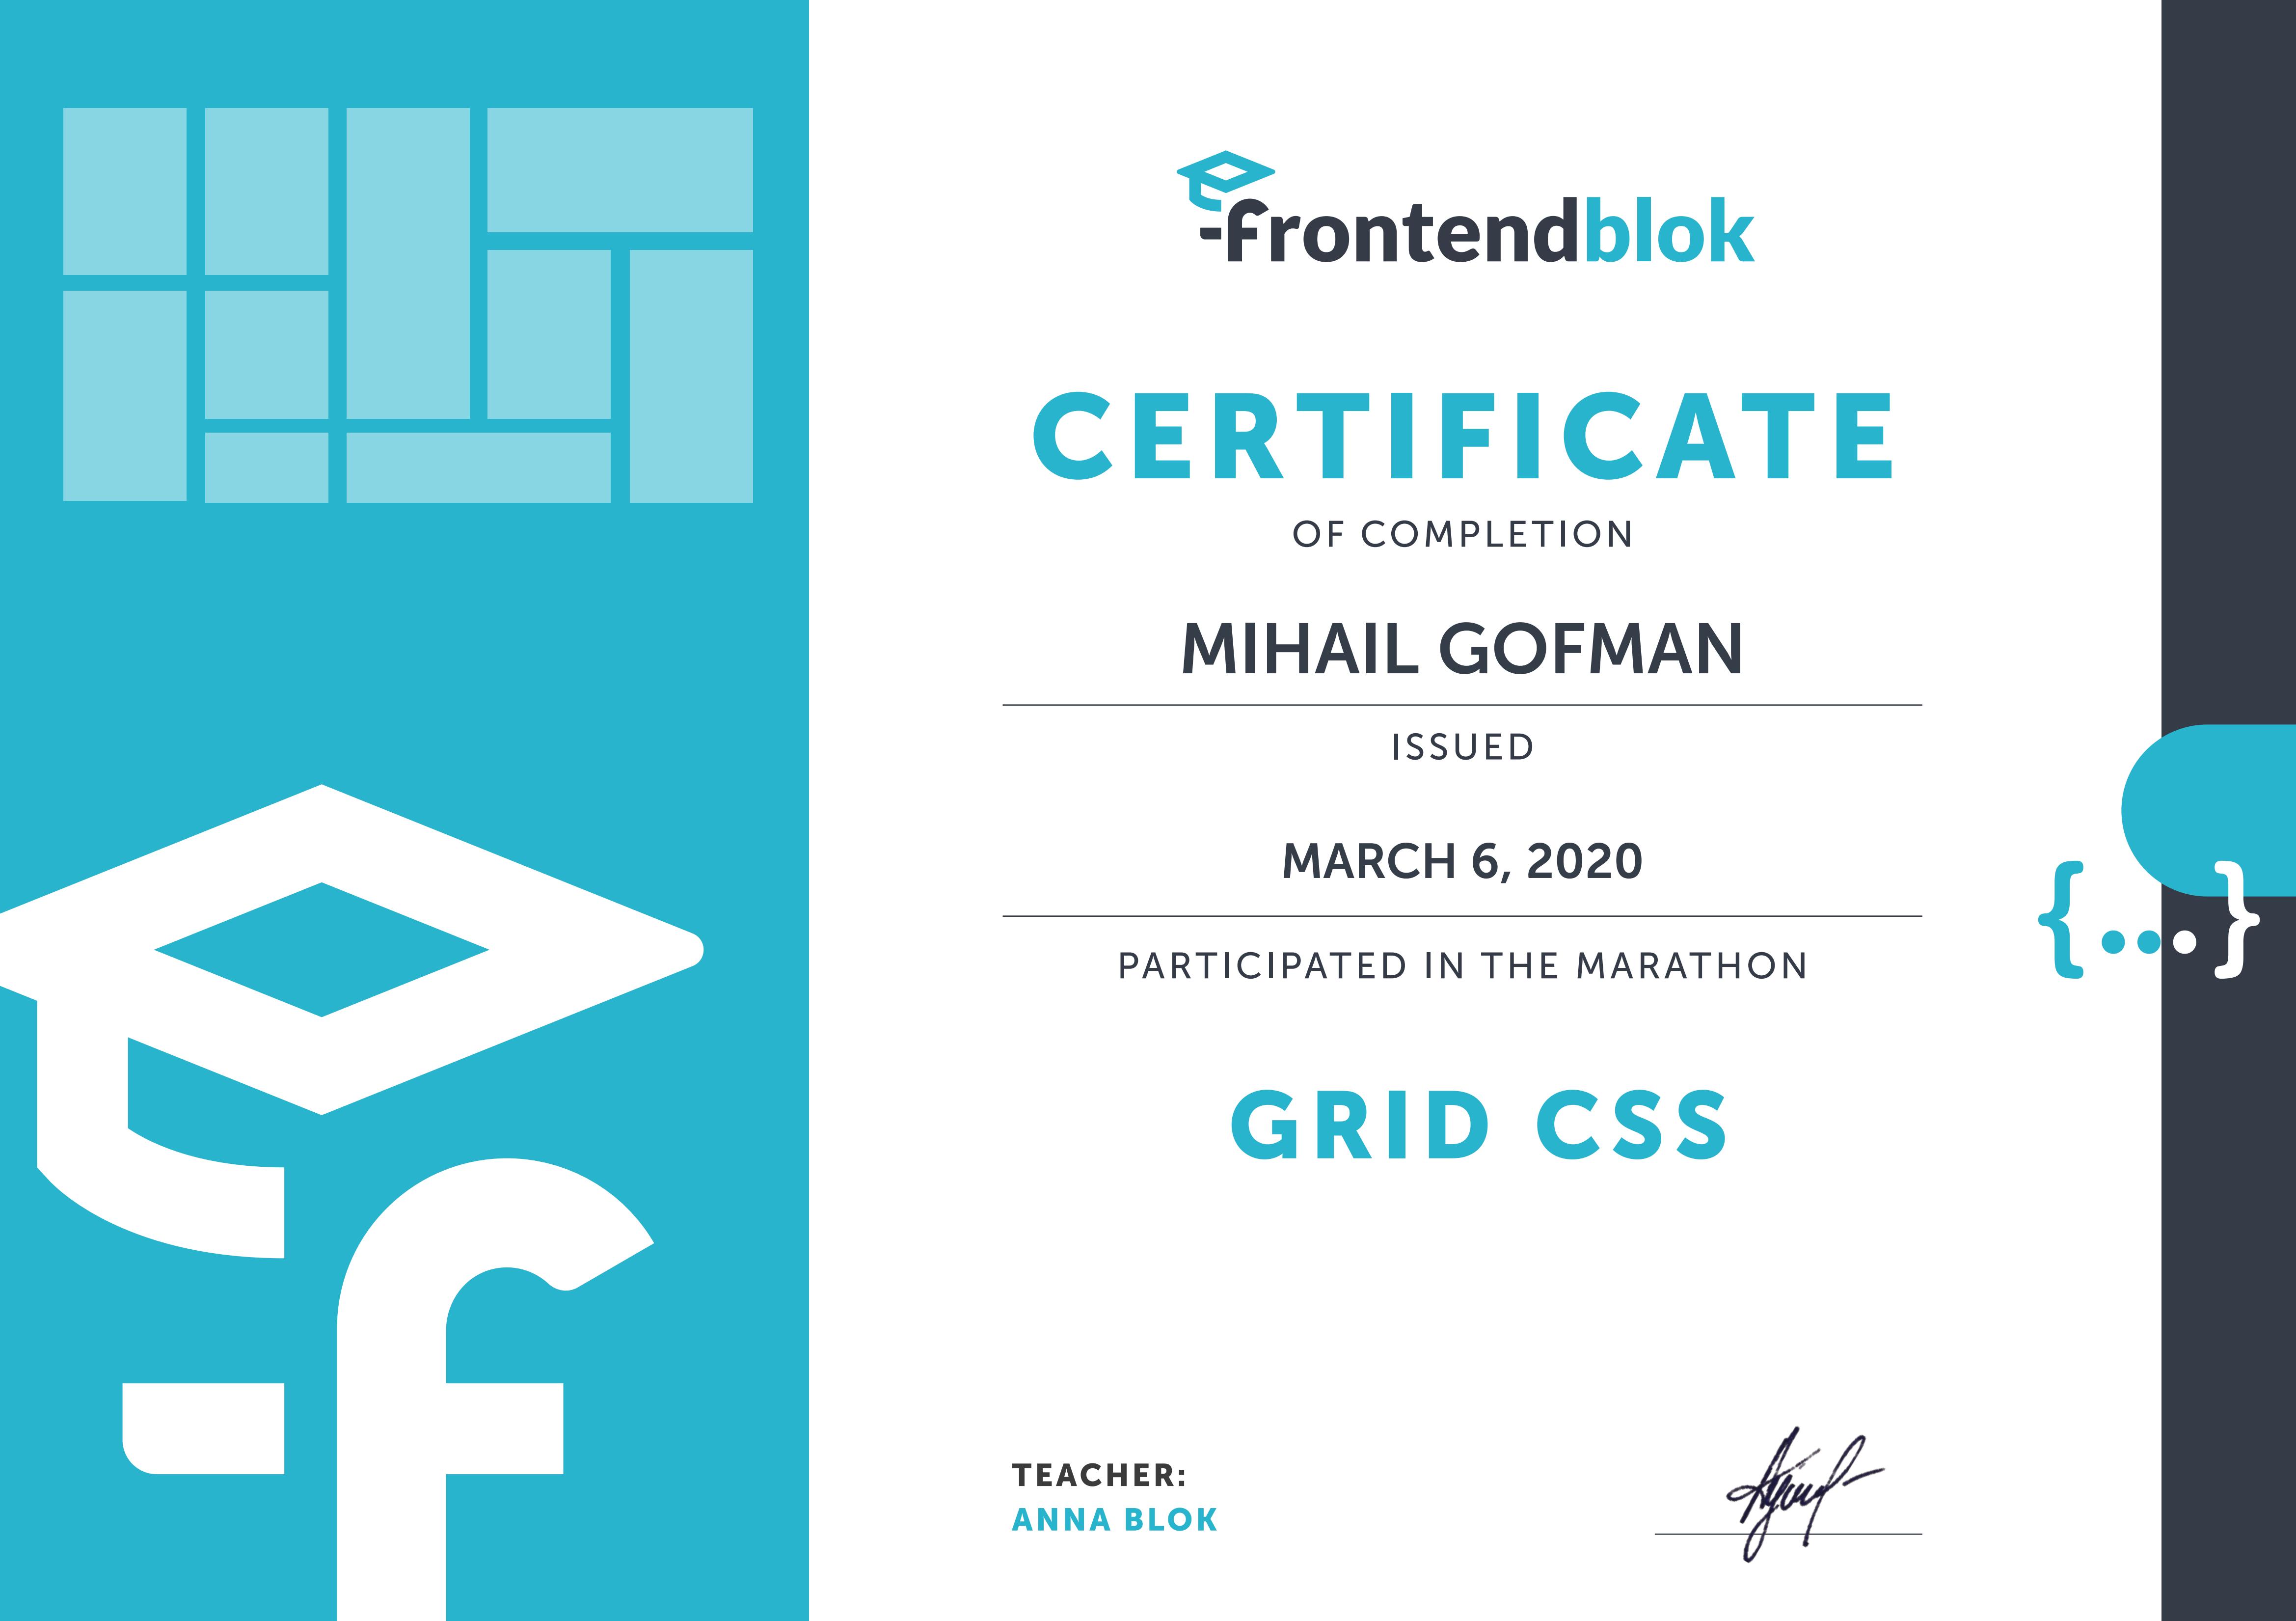 frontendblok
CERTIFICATE
OF COMPLETION
MIHAIL GOFMAN
ISSUED
MARCH 6, 2020
PARTICIPATED IN THE MARATHON
GRID CSS
{...}
TEACHER:
ANNA BLOK